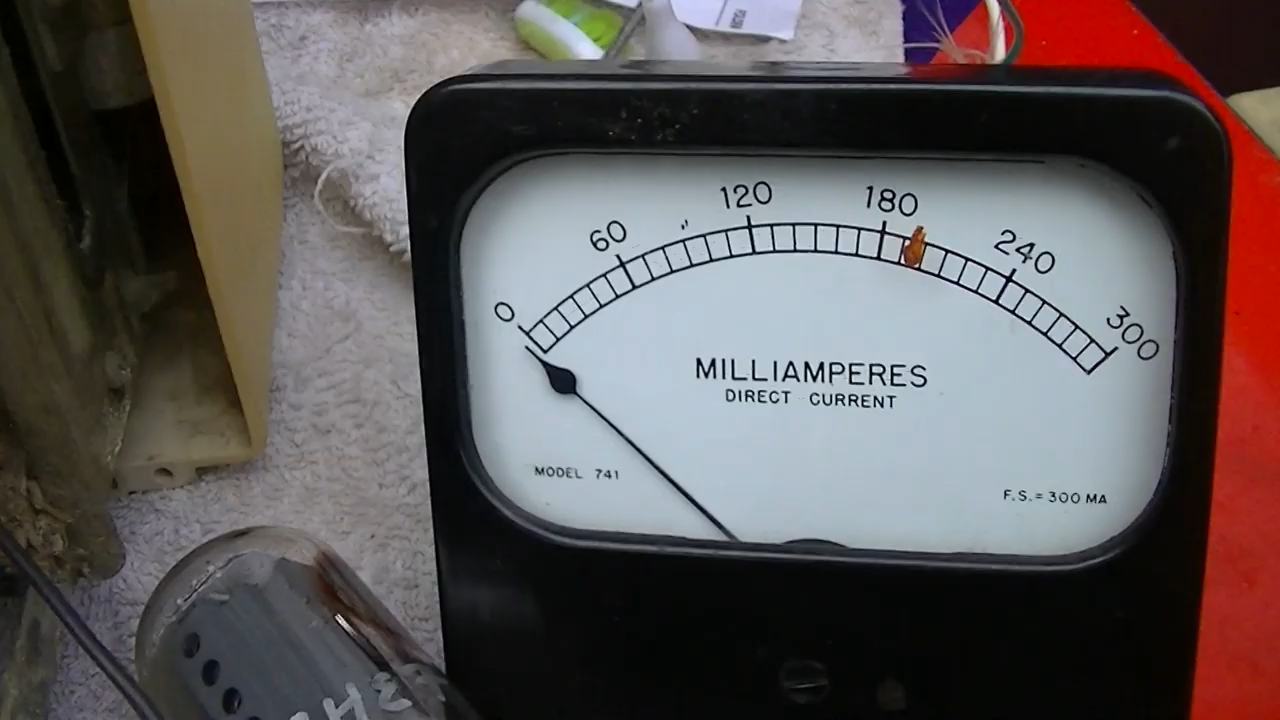 0 60 120 180 240 300
MILLIAMPERES
DIRECT CURRENT
MODEL 741
F.S. = 300 MA